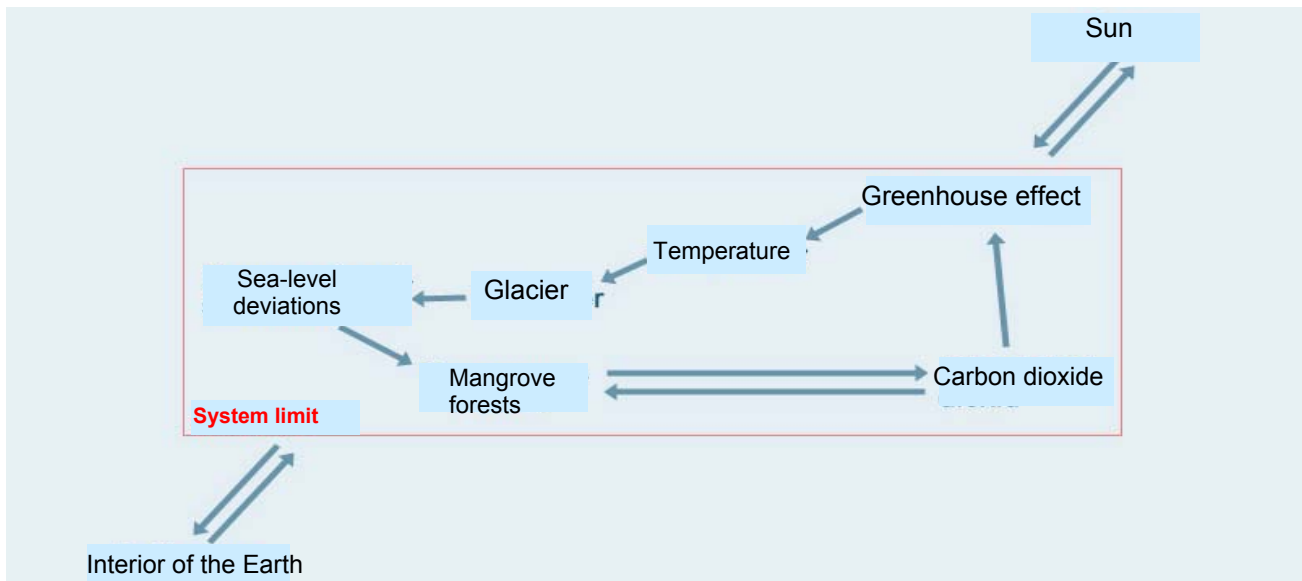 Sun
Greenhouse effect
Temperature
Sea-level
deviations
Glacier
r
Mangrove
forests
Carbon dioxide
System limit
Interior of the Earth